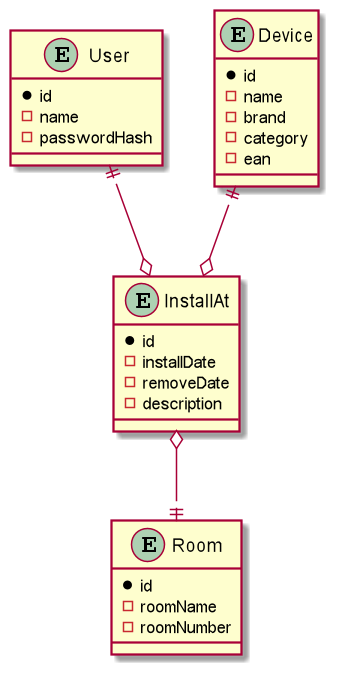 E User
id
name
passwordHash
E Device
id
name
brand
category
ean
E InstallAt
id
installDate
removeDate
description
E Room
id
roomName
roomNumber